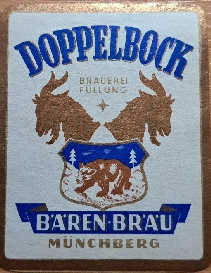 DOPPELBOCK
BRAUEREI
FÜLLUNG
BÄREN-BRÄU
MÜNCHBERG